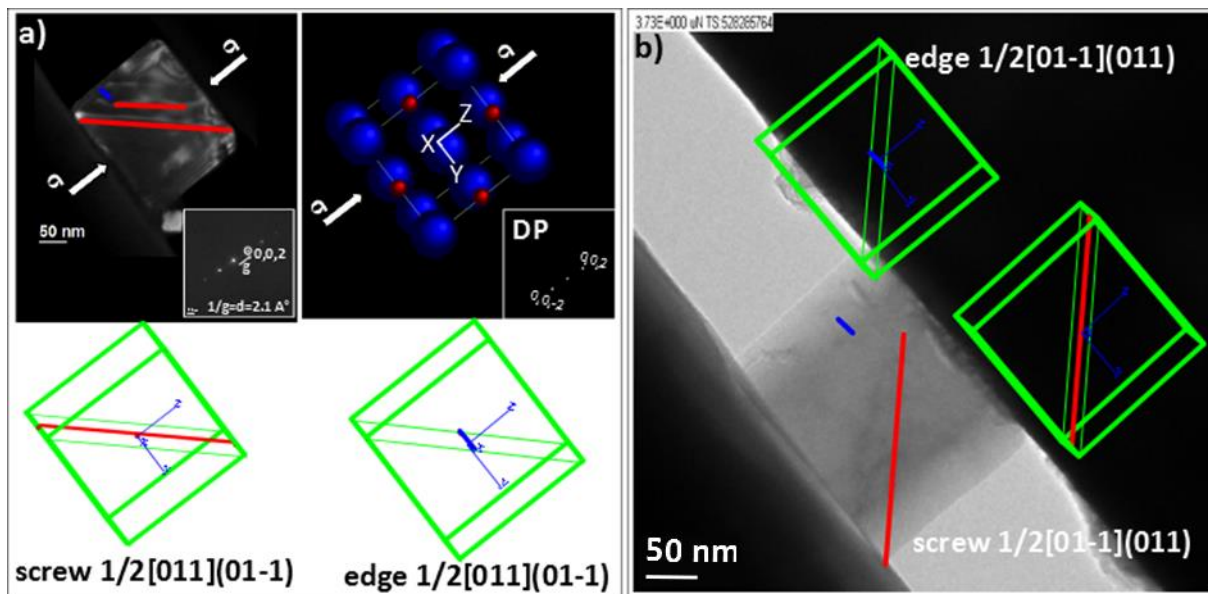 a)
σ
σ
50 nm
0,0,2
g
1/g=d=2.1 A°
σ
σ
X
Y
Z
DP
0,0,2
0,0,-2
screw 1/2[011](01-1)
edge 1/2[011](01-1)
3.73E+000 uN TS:528285764
b)
edge 1/2[01-1](011)
screw 1/2[01-1](011)
50 nm